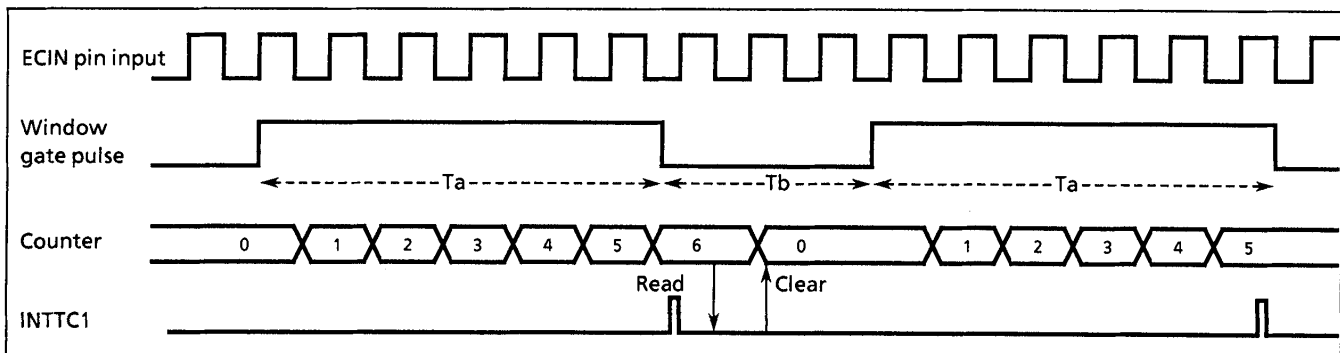 ECIN pin input
Window
gate pulse
Ta Tb Ta
Counter 0 1 2 3 4 5 6 0 1 2 3 4 5
Read Clear
INTTC1